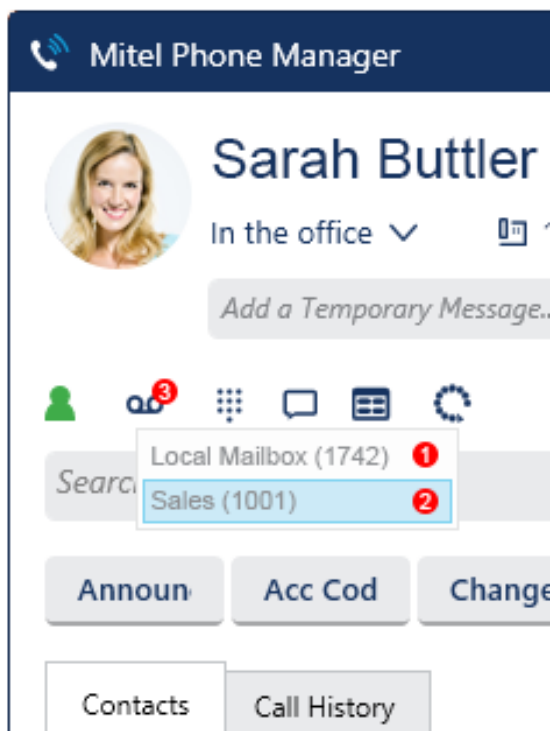 Mitel Phone Manager
Sarah Buttler
In the office
Add a Temporary Message..
3
Local Mailbox (1742) 1
Searc
Sales (1001) 2
Announ Acc Cod Change
Contacts Call History